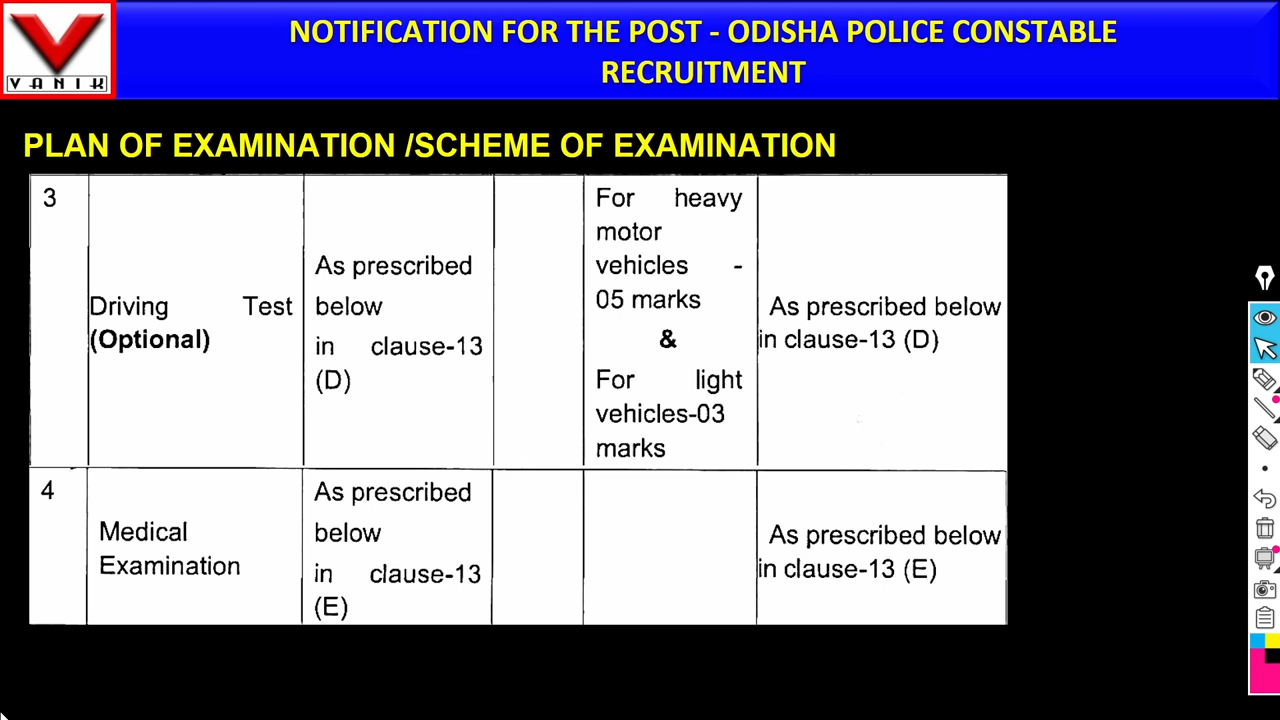 NOTIFICATION FOR THE POST - ODISHA POLICE CONSTABLE
RECRUITMENT
VANIK
PLAN OF EXAMINATION /SCHEME OF EXAMINATION
3
Driving Test
(Optional)
As prescribed
below
in clause-13
(D)
For heavy
motor
vehicles -
05 marks
&
For light
vehicles-03
marks
As prescribed below
in clause-13 (D)
4
Medical
Examination
As prescribed
below
in clause-13
(E)
As prescribed below
in clause-13 (E)